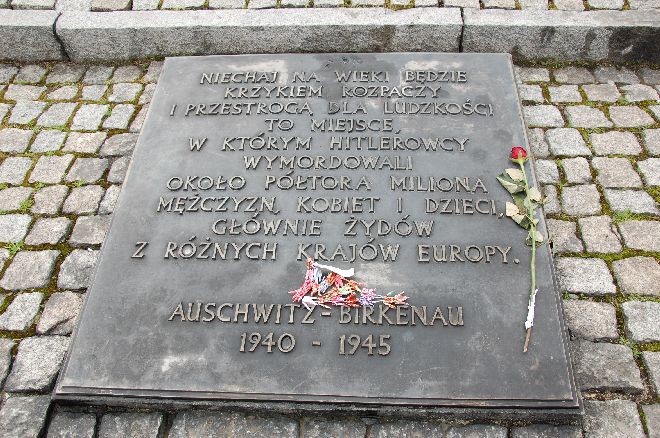 NIECHAJ NA WIEKI BĘDZIE
KRZYKIEM ROZPACZY
I PRZESTROGĄ DLA LUDZKOŚCI
TO MIEJSCE,
W KTÓRYM HITLEROWCY
WYMORDOWALI
OKOŁO PÓŁTORA MILIONA
MĘŻCZYZN, KOBIET I DZIECI,
GŁÓWNIE ŻYDÓW
Z RÓŻNYCH KRAJÓW EUROPY.
AUSCHWITZ-BIRKENAU
1940 - 1945